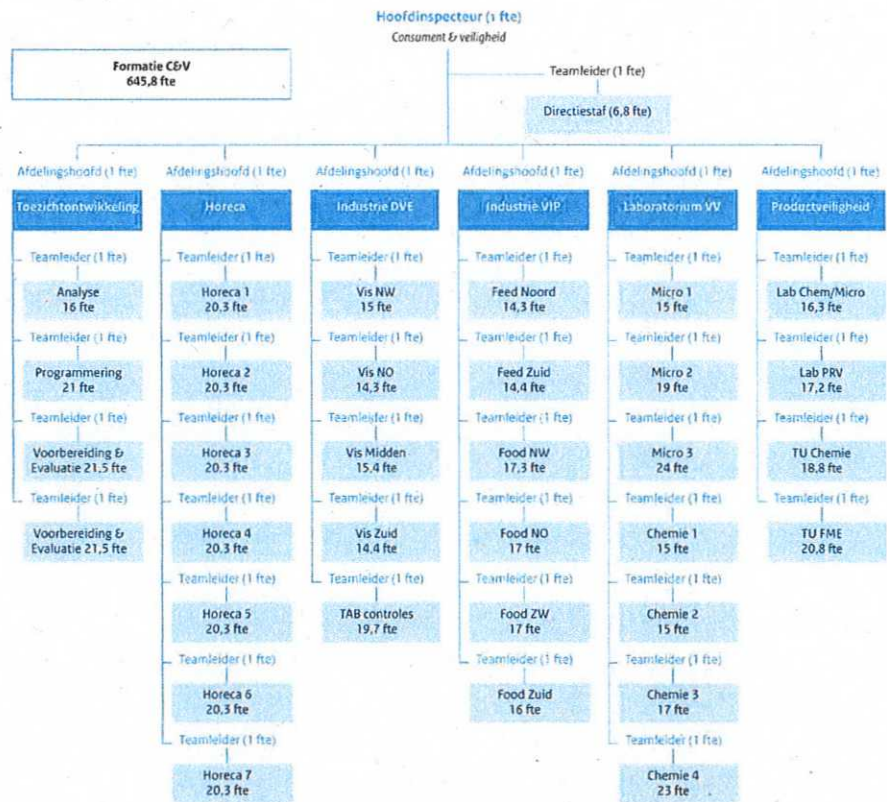 Hoofdinspecteur (1 fte)
Consument & veiligheid
Formatie C&V
645,8 fte
Teamleider (1 fte)
Directiestaf (6,8 fte)
Afdelingshoofd (1 fte)
Toezichtontwikkeling
Teamleider (1 fte)
Analyse
16 fte
Teamleider (1 fte)
Programmering
21 fte
Teamleider (1 fte)
Voorbereiding &
Evaluatie 21,5 fte
Teamleider (1 fte)
Voorbereiding &
Evaluatie 21,5 fte
Afdelingshoofd (1 fte)
Horeca
Teamleider (1 fte)
Horeca 1
20,3 fte
Teamleider (1 fte)
Horeca 2
20,3 fte
Teamleider (1 fte)
Horeca 3
20,3 fte
Teamleider (1 fte)
Horeca 4
20,3 fte
Teamleider (1 fte)
Horeca 5
20,3 fte
Teamleider (1 fte)
Horeca 6
20,3 fte
Teamleider (1 fte)
Horeca 7
20,3 fte
Afdelingshoofd (1 fte)
Industrie DVE
Teamleider (1 fte)
Vis NW
15 fte
Teamleider (1 fte)
Vis NO
14,3 fte
Teamleider (1 fte)
Vis Midden
15,4 fte
Teamleider (1 fte)
Vis Zuid
14,4 fte
Teamleider (1 fte)
TAB controles
19,7 fte
Afdelingshoofd (1 fte)
Industrie VIP
Teamleider (1 fte)
Feed Noord
14,3 fte
Teamleider (1 fte)
Feed Zuid
14,4 fte
Teamleider (1 fte)
Food NW
17,3 fte
Teamleider (1 fte)
Food NO
17 fte
Teamleider (1 fte)
Food ZW
17 fte
Teamleider (1 fte)
Food Zuid
16 fte
Afdelingshoofd (1 fte)
Laboratorium VV
Teamleider (1 fte)
Micro 1
15 fte
Teamleider (1 fte)
Micro 2
19 fte
Teamleider (1 fte)
Micro 3
24 fte
Teamleider (1 fte)
Chemie 1
15 fte
Teamleider (1 fte)
Chemie 2
15 fte
Teamleider (1 fte)
Chemie 3
17 fte
Teamleider (1 fte)
Chemie 4
23 fte
Afdelingshoofd (1 fte)
Productveiligheid
Teamleider (1 fte)
Lab Chem/Micro
16,3 fte
Teamleider (1 fte)
Lab PRV
17,2 fte
Teamleider (1 fte)
TU Chemie
18,8 fte
Teamleider (1 fte)
TU FME
20,8 fte